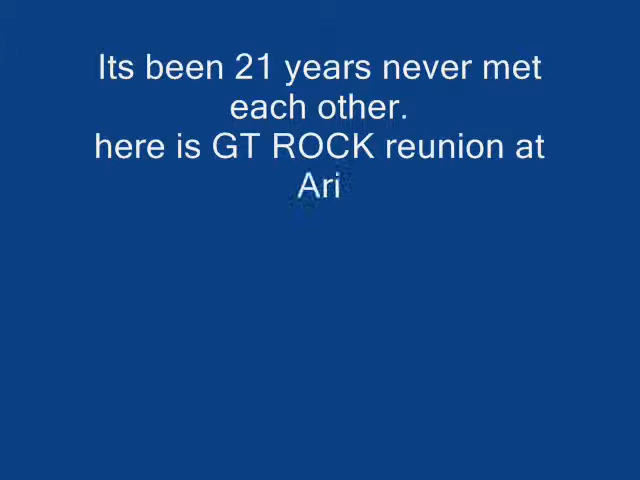 Its been 21 years never met
each other.
here is GT ROCK reunion at
Ari